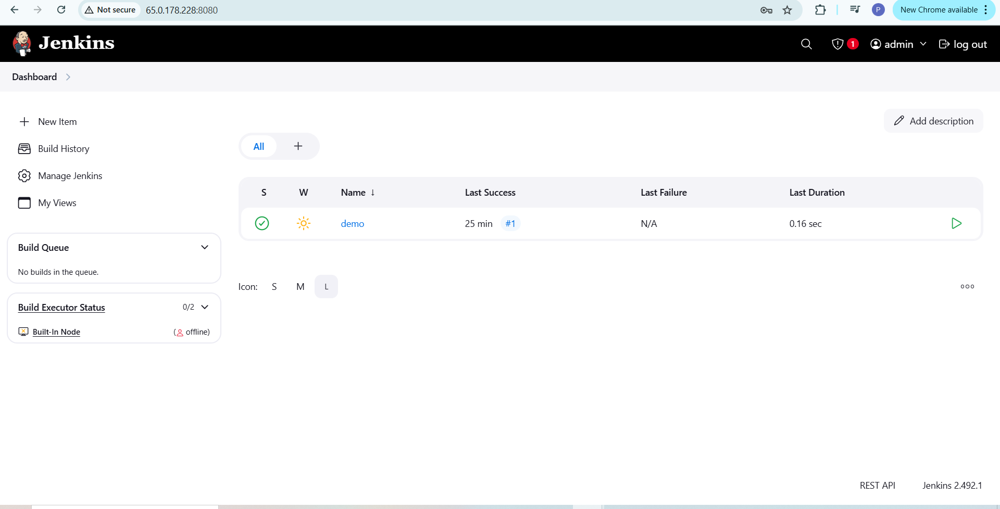 Not secure 65.0.178.228:8080 P New Chrome available
Jenkins 1 admin log out
Dashboard
New Item
Add description
Build History
All +
Manage Jenkins
My Views
S W Name ↓ Last Success Last Failure Last Duration
demo 25 min #1 N/A 0.16 sec
Build Queue
No builds in the queue.
Icon: S M L
Build Executor Status 0/2
Built-In Node (offline)
REST API Jenkins 2.492.1